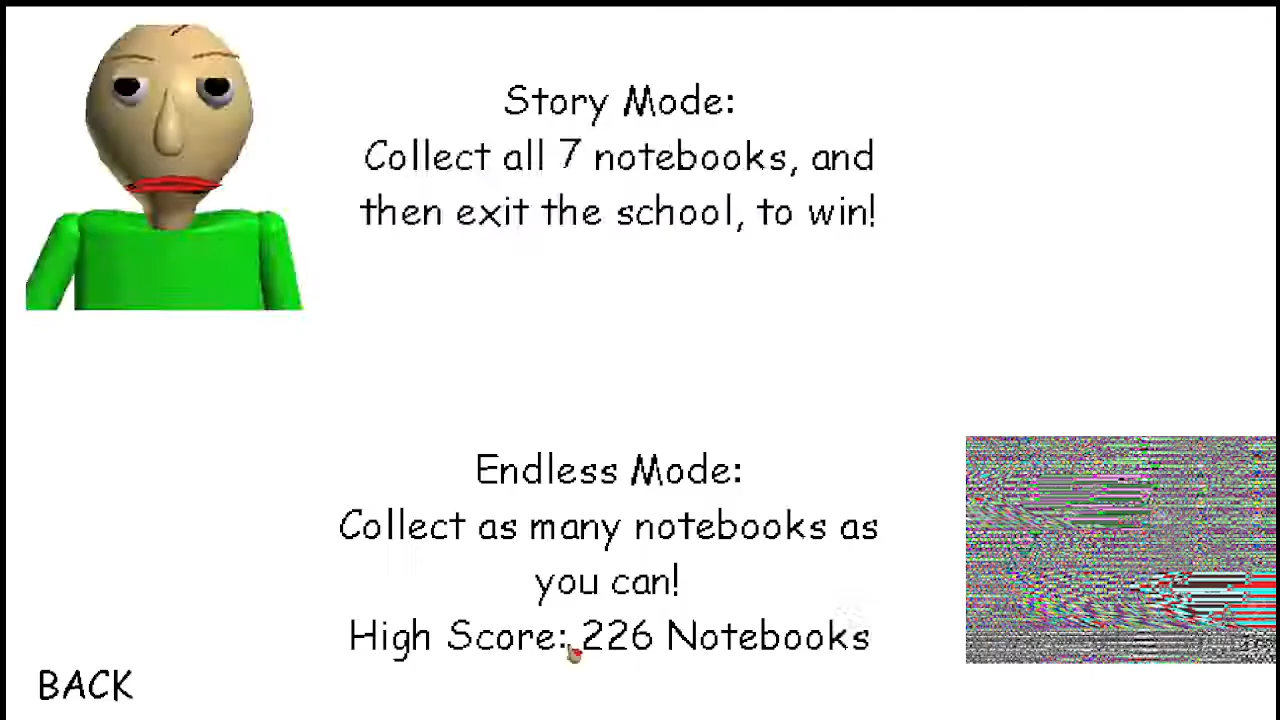 Story Mode:
Collect all 7 notebooks, and
then exit the school, to win!
Endless Mode:
Collect as many notebooks as
you can!
High Score: 226 Notebooks
BACK